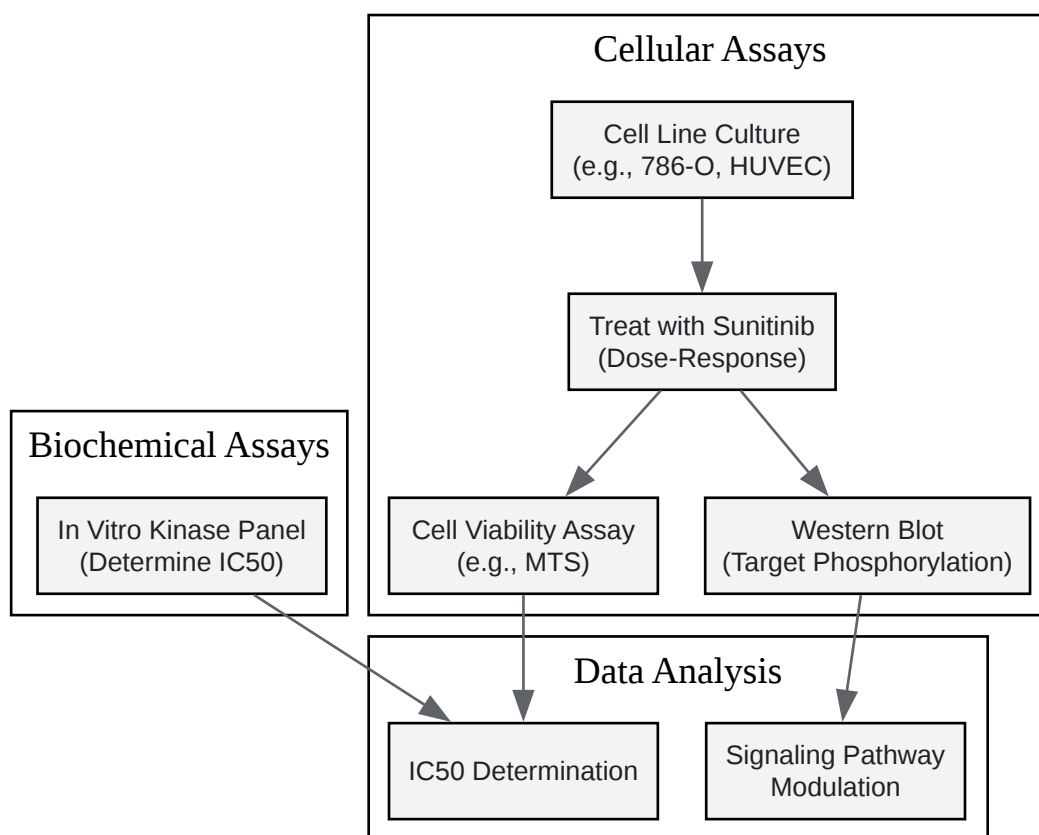 Cellular Assays
Cell Line Culture
(e.g., 786-O, HUVEC)
Treat with Sunitinib
(Dose-Response)
Biochemical Assays
In Vitro Kinase Panel
(Determine IC50)
Cell Viability Assay
(e.g., MTS)
Western Blot
(Target Phosphorylation)
Data Analysis
IC50 Determination
Signaling Pathway
Modulation